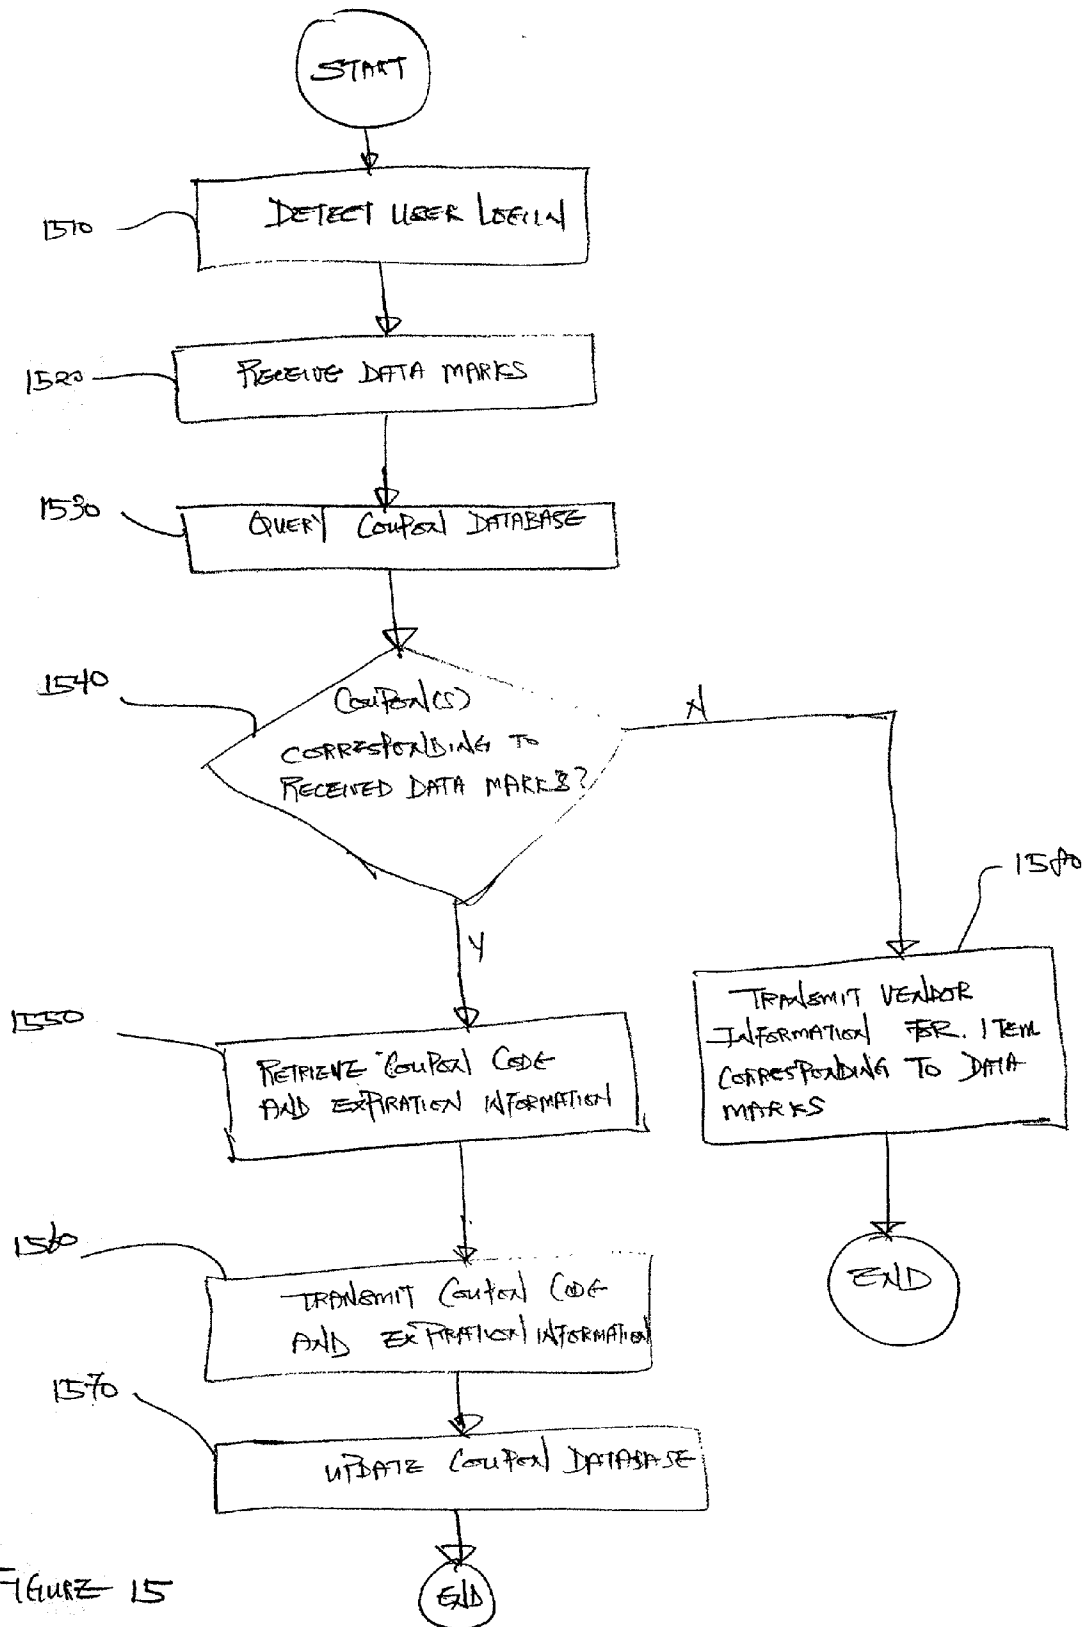 START
1510
DETECT USER LOGIN
1520
RECEIVE DATA MARKS
1530
QUERY COUPON DATABASE
1540
COUPON(S)
CORRESPONDING TO
RECEIVED DATA MARKS?
N
Y
1580
TRANSMIT VENDOR
INFORMATION FOR ITEM
CORRESPONDING TO DATA
MARKS
1550
RETRIEVE COUPON CODE
AND EXPIRATION INFORMATION
1560
TRANSMIT COUPON CODE
AND EXPIRATION INFORMATION
END
1570
UPDATE COUPON DATABASE
END
FIGURE 15